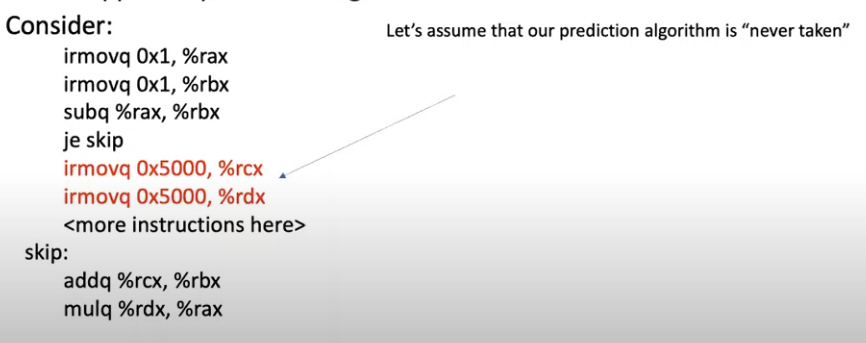 Consider:
Let's assume that our prediction algorithm is “never taken”
irmovq 0x1, %rax
irmovq 0x1, %rbx
subq %rax, %rbx
je skip
irmovq 0x5000, %rcx
irmovq 0x5000, %rdx
<more instructions here>
skip:
addq %rcx, %rbx
mulq %rdx, %rax